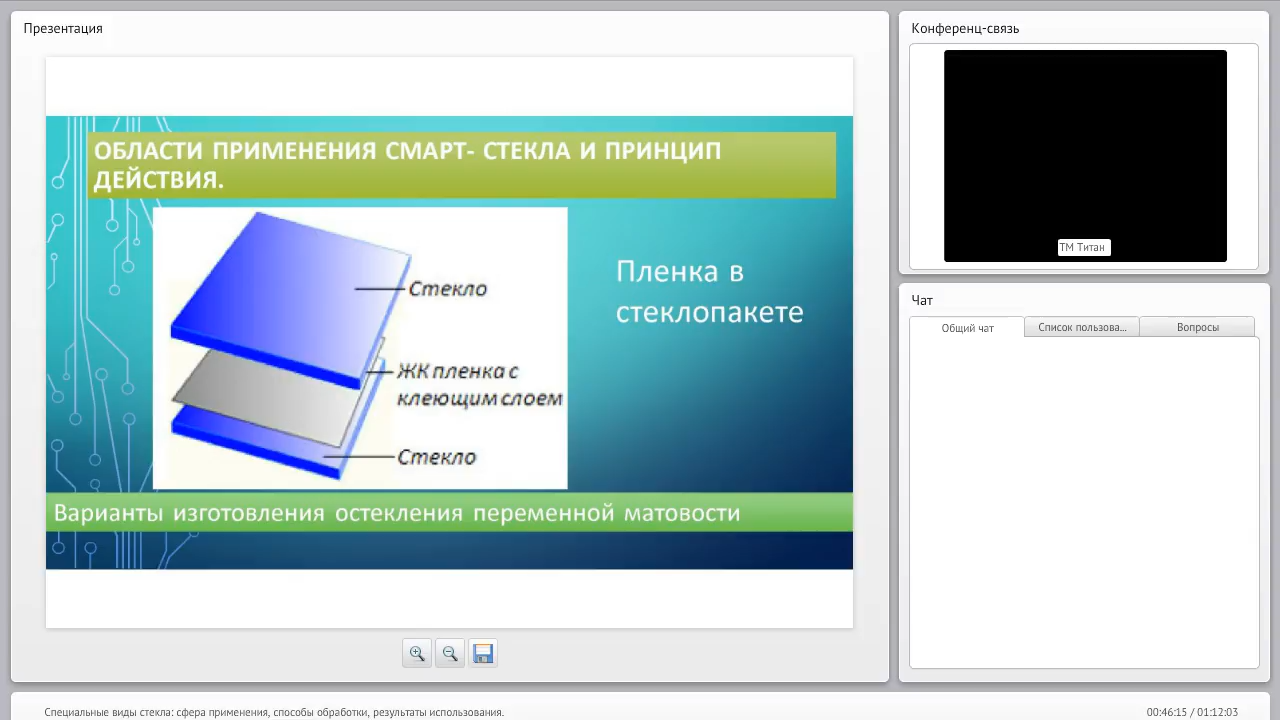 Презентация
ОБЛАСТИ ПРИМЕНЕНИЯ СМАРТ- СТЕКЛА И ПРИНЦИП
ДЕЙСТВИЯ.
Стекло
ЖК пленка с
клеющим слоем
Стекло
Пленка в
стеклопакете
Варианты изготовления остекления переменной матовости
Конференц-связь
ТМ Титан
Чат
Общий чат
Список пользова...
Вопросы
Специальные виды стекла: сфера применения, способы обработки, результаты использования.
00:46:15 / 01:12:03